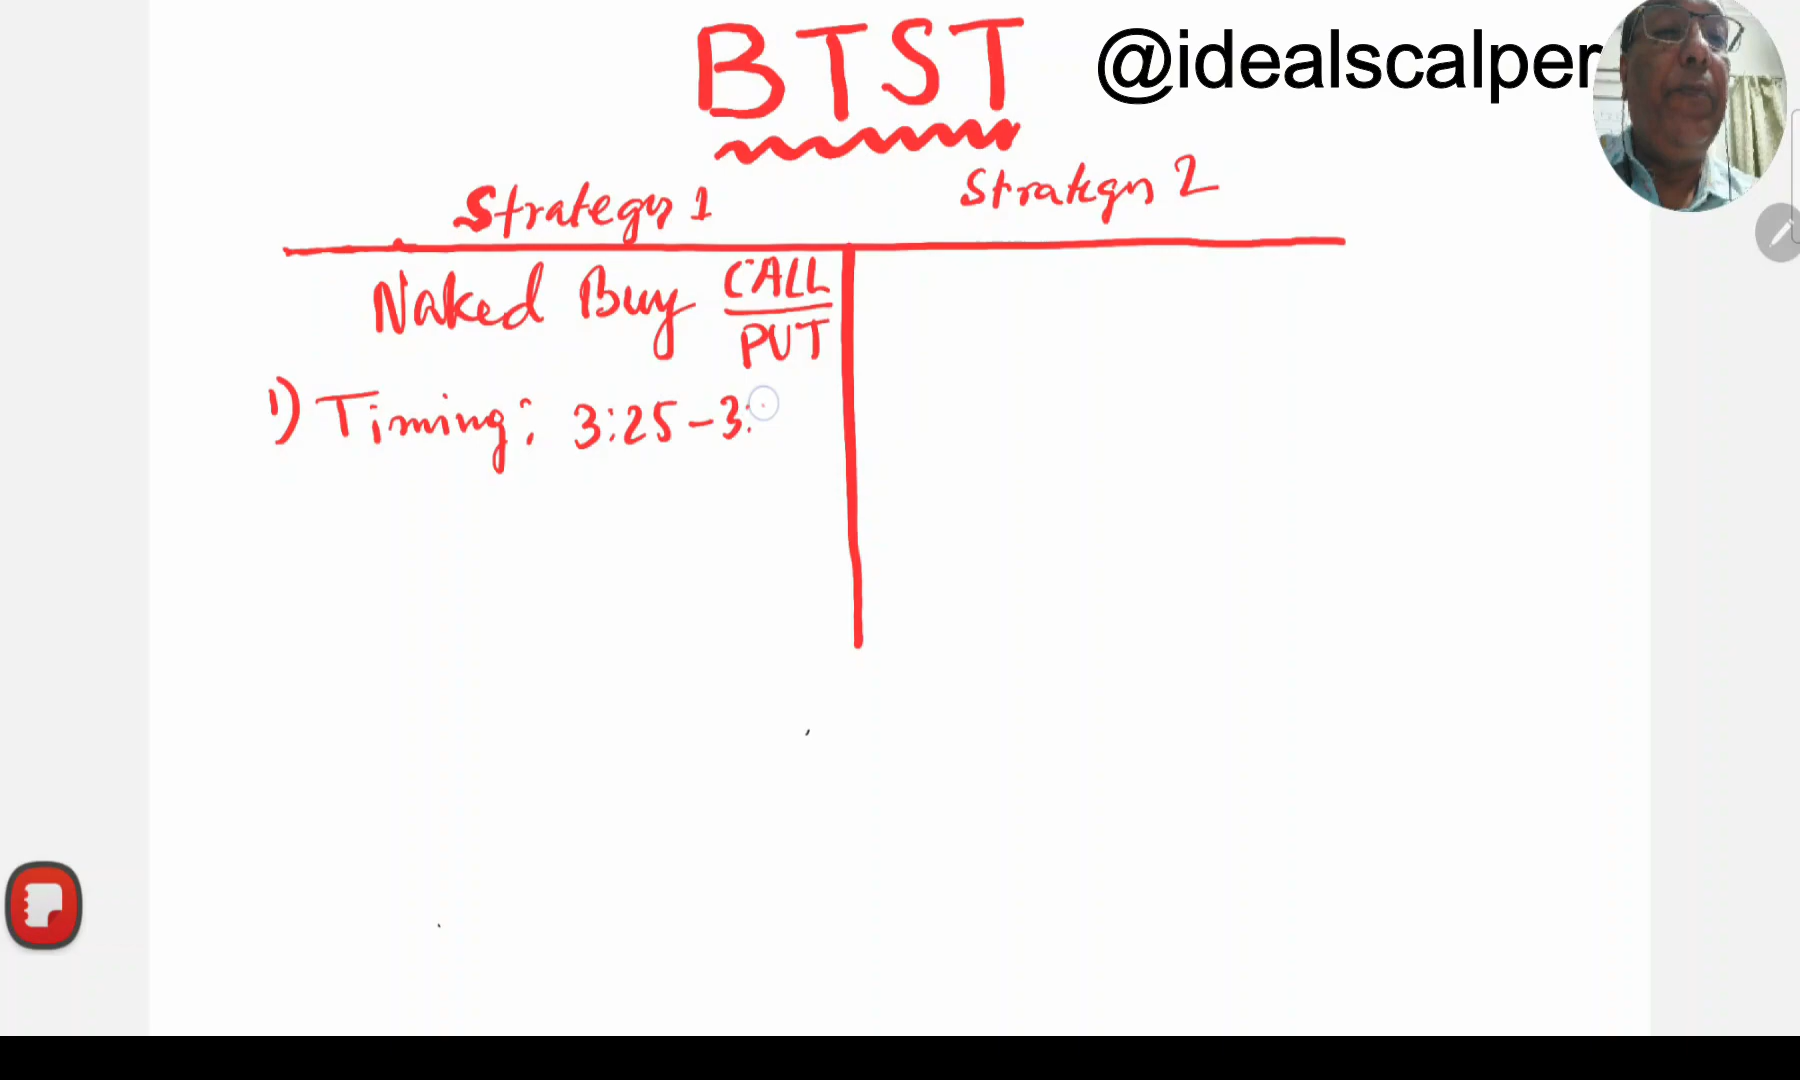 BTST
@idealscalper
Strategy 1
Strategy 2
Naked Buy CALL
PUT
1) Timing: 3:25-3: